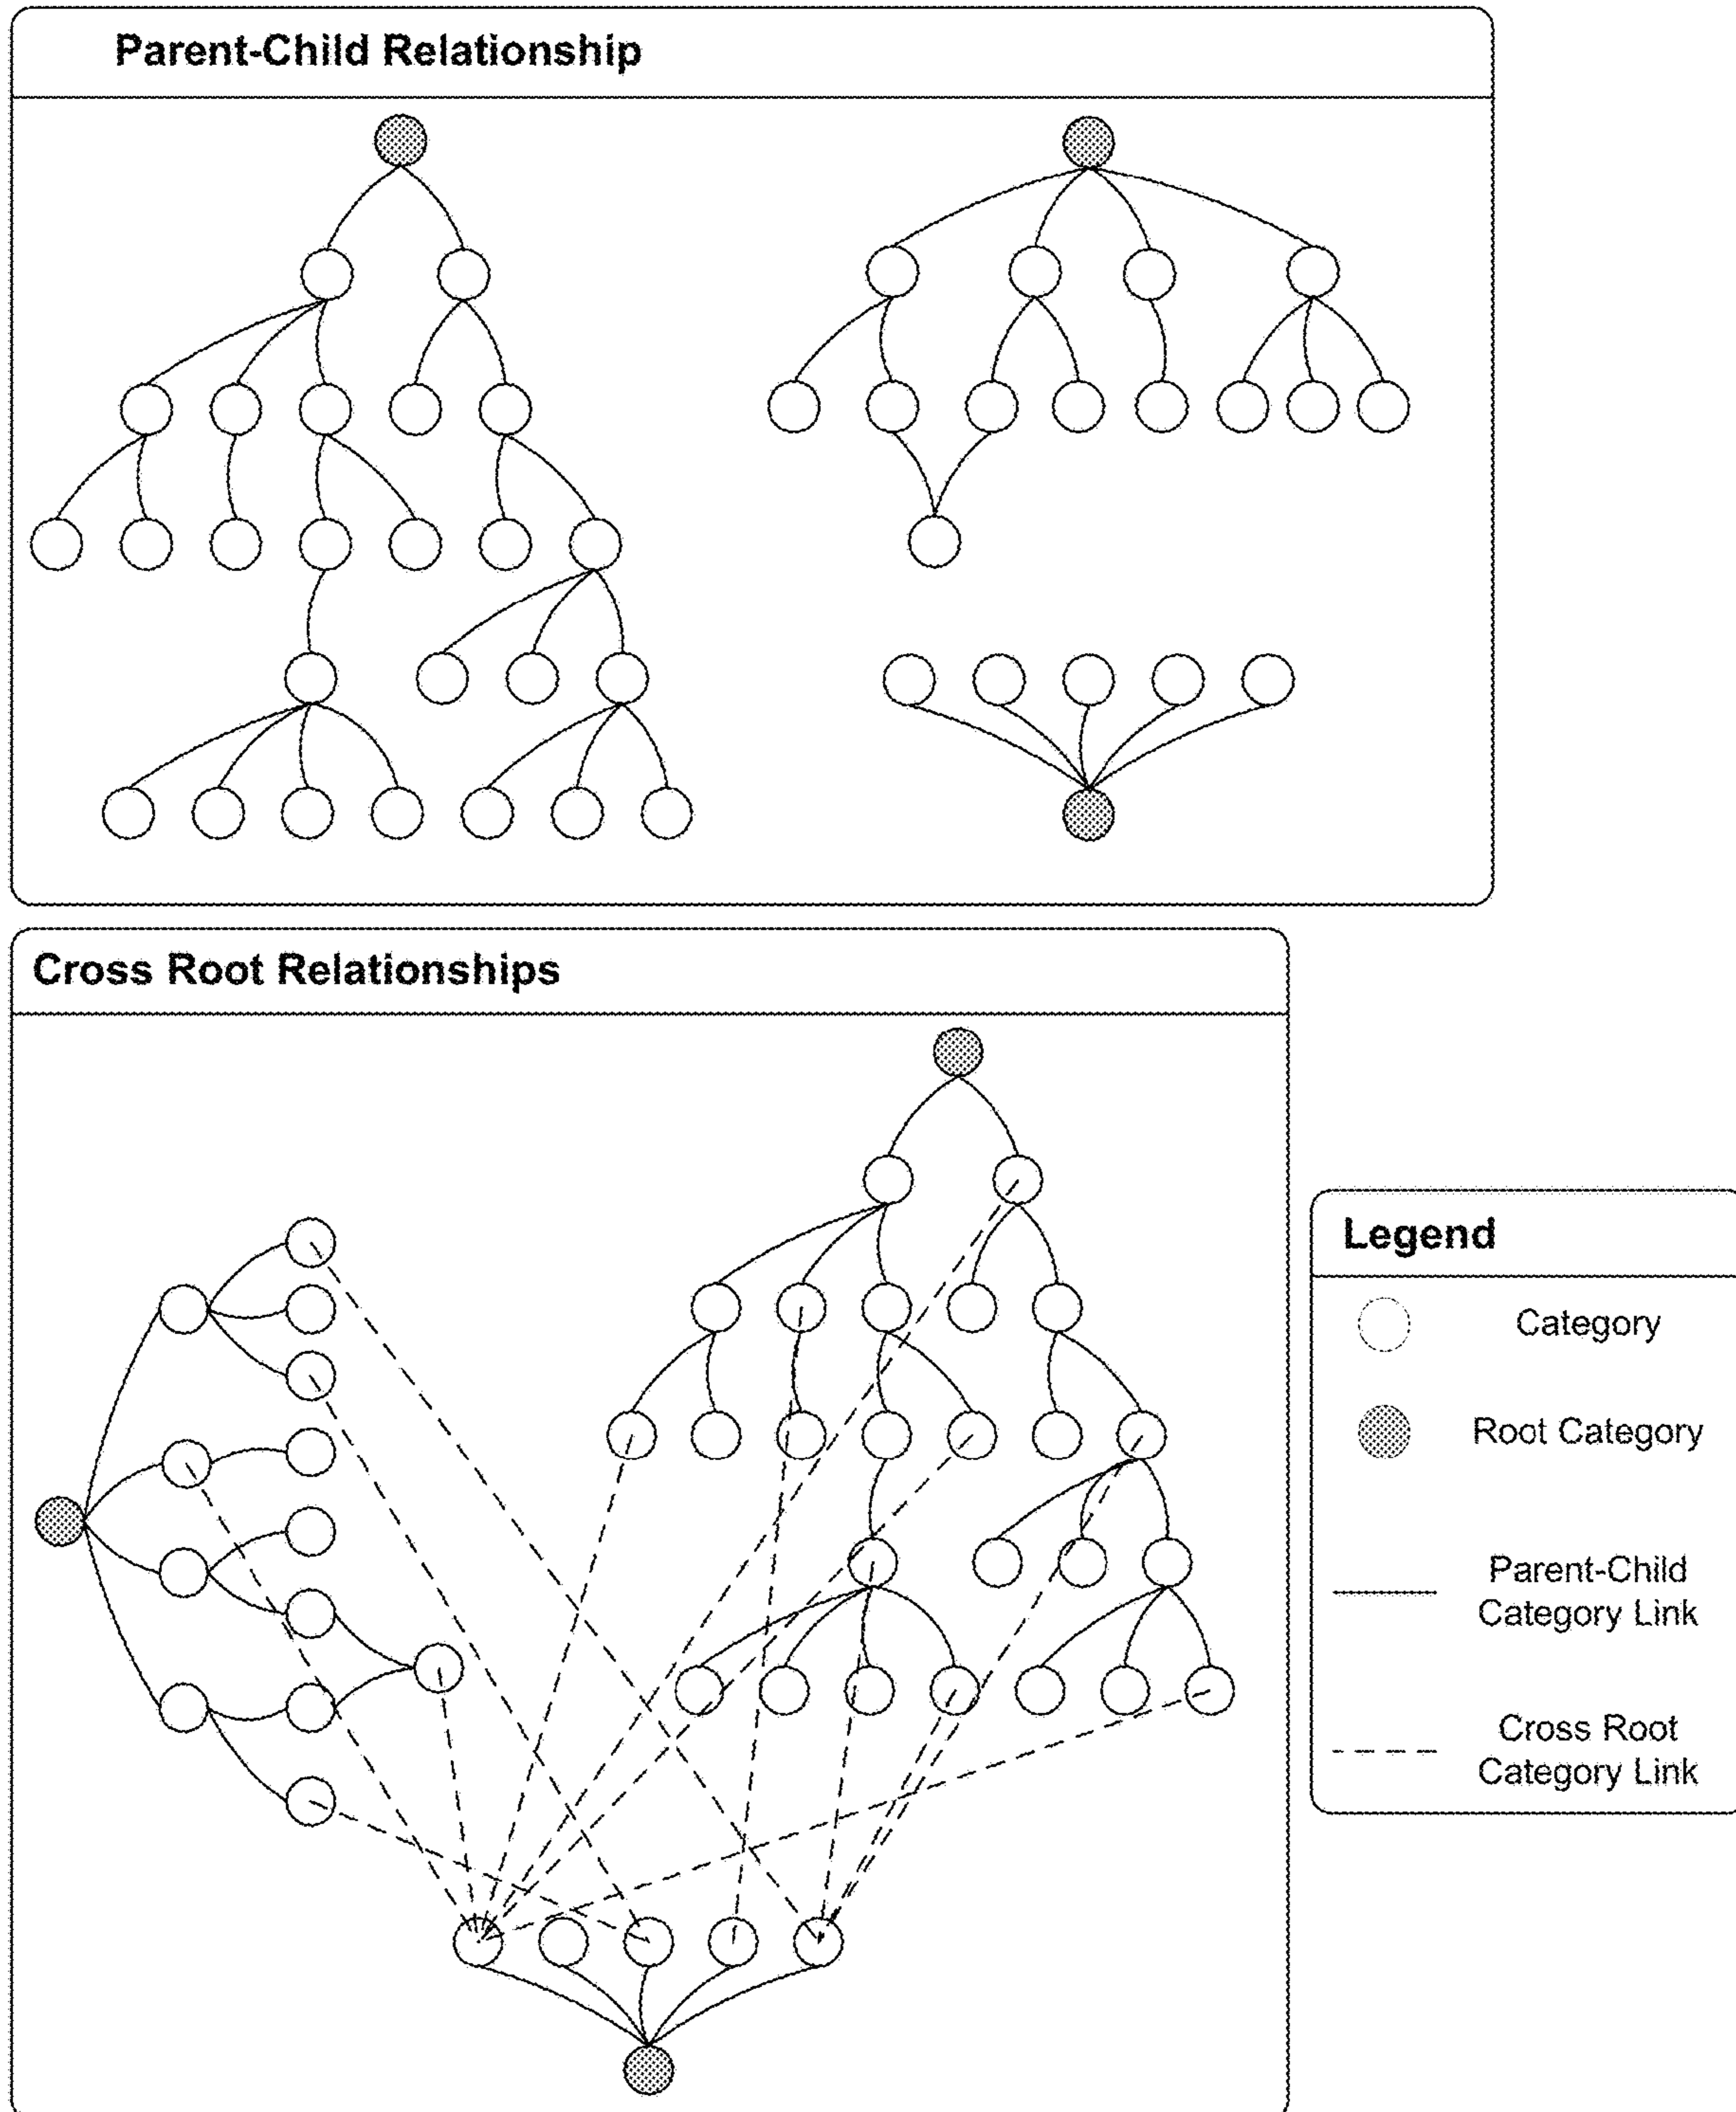 Parent-Child Relationship
Cross Root Relationships
Legend
Category
Root Category
Parent-Child
Category Link
Cross Root
Category Link